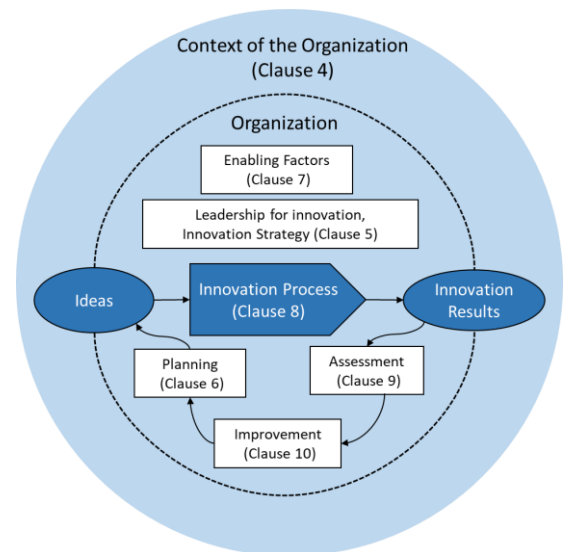 Context of the Organization
(Clause 4)
Organization
Enabling Factors
(Clause 7)
Leadership for innovation,
Innovation Strategy (Clause 5)
Ideas
Innovation Process
(Clause 8)
Innovation
Results
Planning
(Clause 6)
Assessment
(Clause 9)
Improvement
(Clause 10)